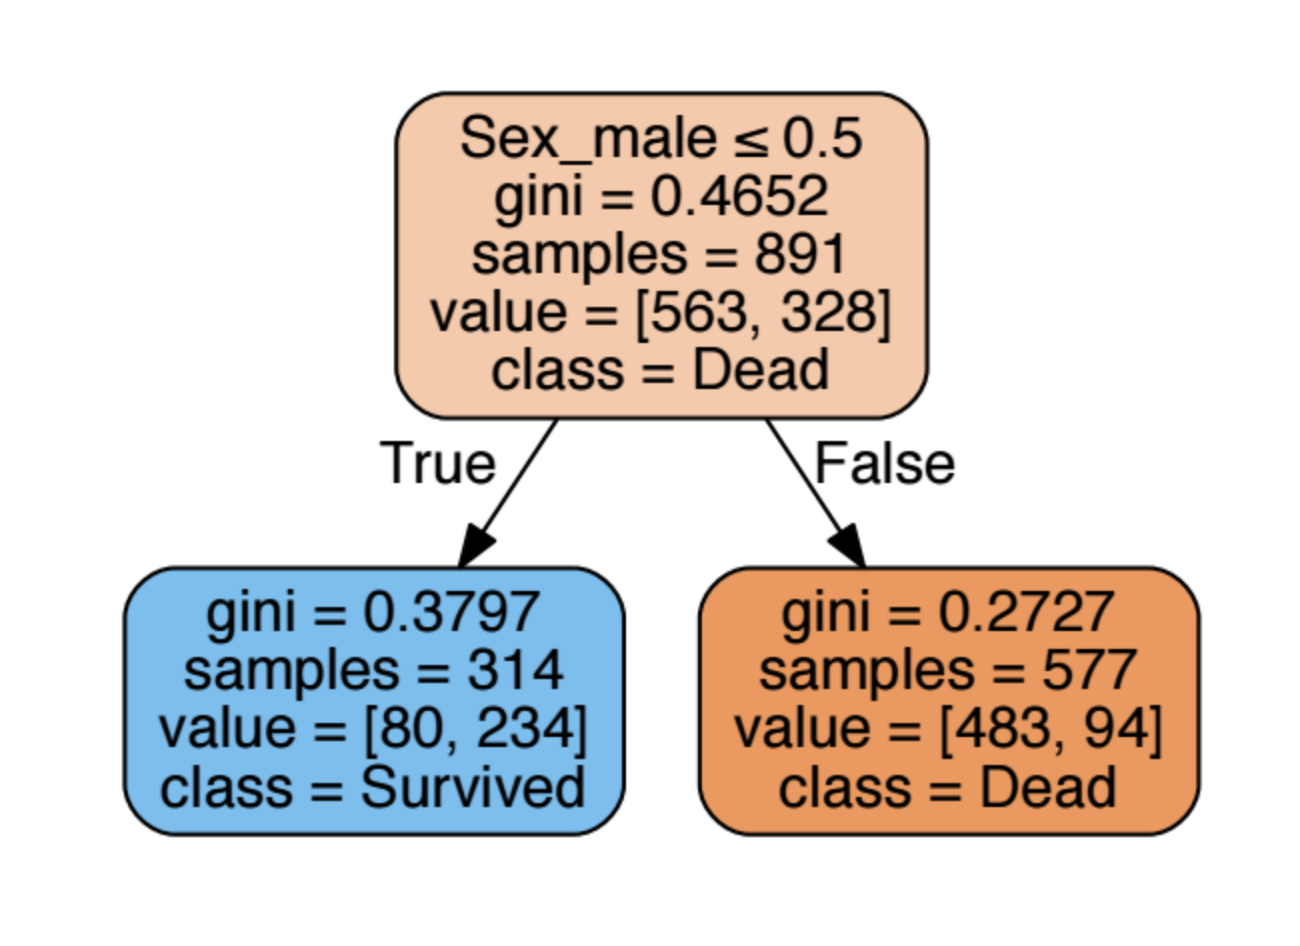 Sex_male ≤ 0.5
gini = 0.4652
samples = 891
value = [563, 328]
class = Dead
True
False
gini = 0.3797
samples = 314
value = [80, 234]
class = Survived
gini = 0.2727
samples = 577
value = [483, 94]
class = Dead